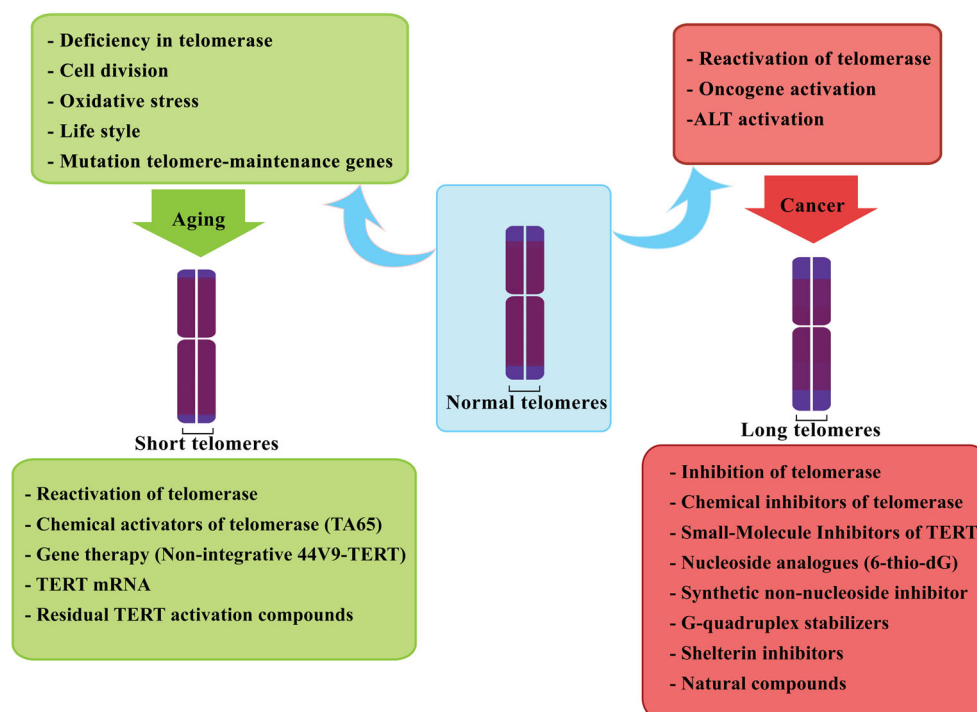 - Deficiency in telomerase
- Cell division
- Oxidative stress
- Life style
- Mutation telomere-maintenance genes
- Reactivation of telomerase
- Oncogene activation
-ALT activation
Aging
Cancer
Normal telomeres
Short telomeres
Long telomeres
- Reactivation of telomerase
- Chemical activators of telomerase (TA65)
- Gene therapy (Non-integrative 44V9-TERT)
- TERT mRNA
- Residual TERT activation compounds
- Inhibition of telomerase
- Chemical inhibitors of telomerase
- Small-Molecule Inhibitors of TERT
- Nucleoside analogues (6-thio-dG)
- Synthetic non-nucleoside inhibitor
- G-quadruplex stabilizers
- Shelterin inhibitors
- Natural compounds